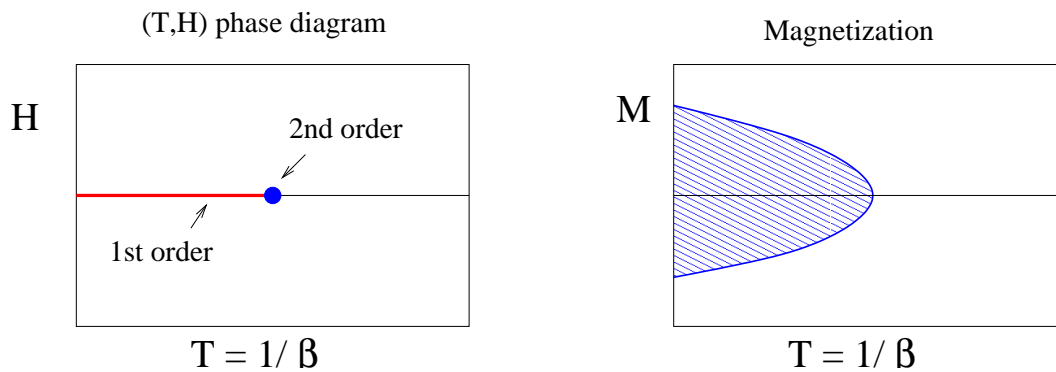 (T,H) phase diagram
H
2nd order
1st order
T = 1/ β
Magnetization
M
T = 1/ β